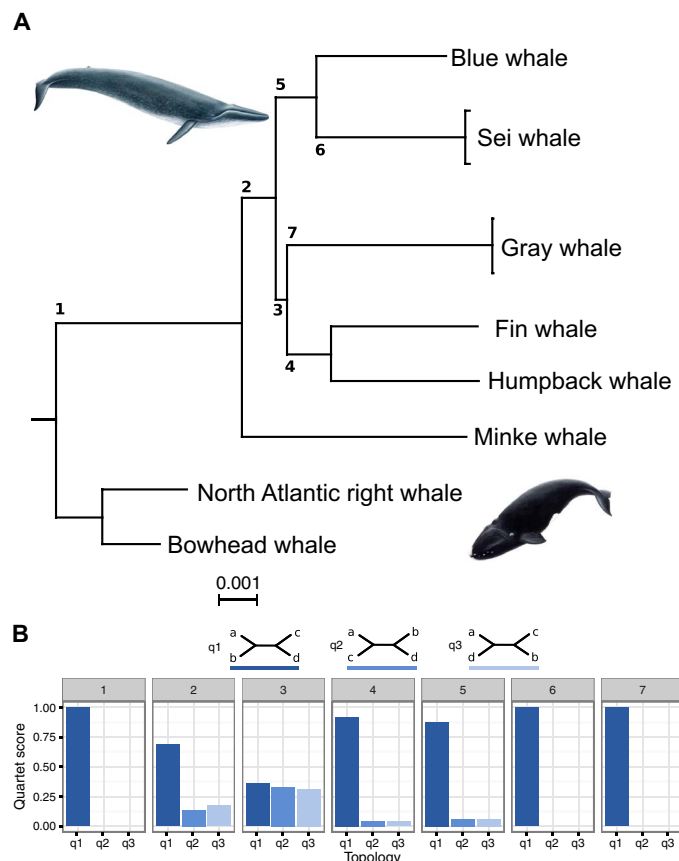 A
Blue whale
5
6
Sei whale
2
7
Gray whale
1
3
Fin whale
4
Humpback whale
Minke whale
North Atlantic right whale
Bowhead whale
0.001
B
q1 a b c d
q2 a c b d
q3 a d c b
1 2 3 4 5 6 7
Quartet score
1.00
0.75
0.50
0.25
0.00
q1 q2 q3 q1 q2 q3 q1 q2 q3 q1 q2 q3 q1 q2 q3 q1 q2 q3 q1 q2 q3
Topology